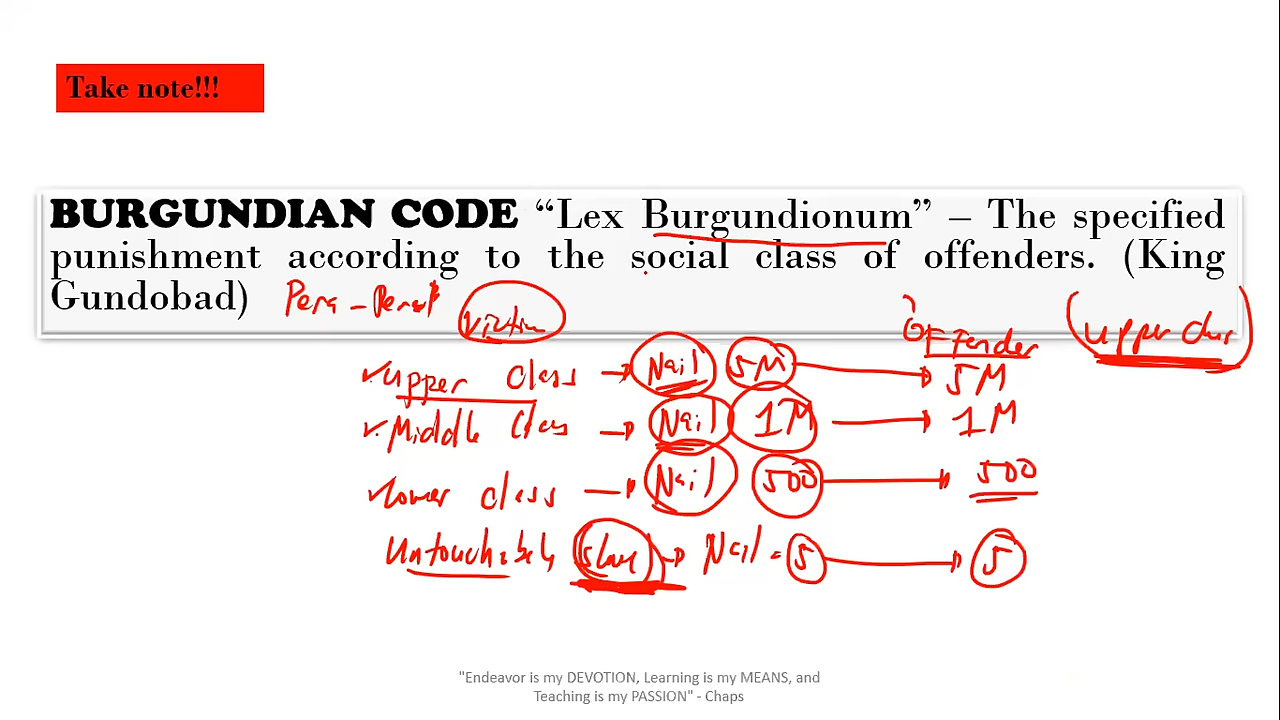 Take note!!!
BURGUNDIAN CODE “Lex Burgundionum” – The specified
punishment according to the social class of offenders. (King
Gundobad)
victim
Offender
upper class
upper class → Nail 5M → 5M
Middle class → Nail 1M → 1M
lower class → Nail 500 → 500
Untouchable slave → Nail - 5 → 5
"Endeavor is my DEVOTION, Learning is my MEANS, and
Teaching is my PASSION" - Chaps